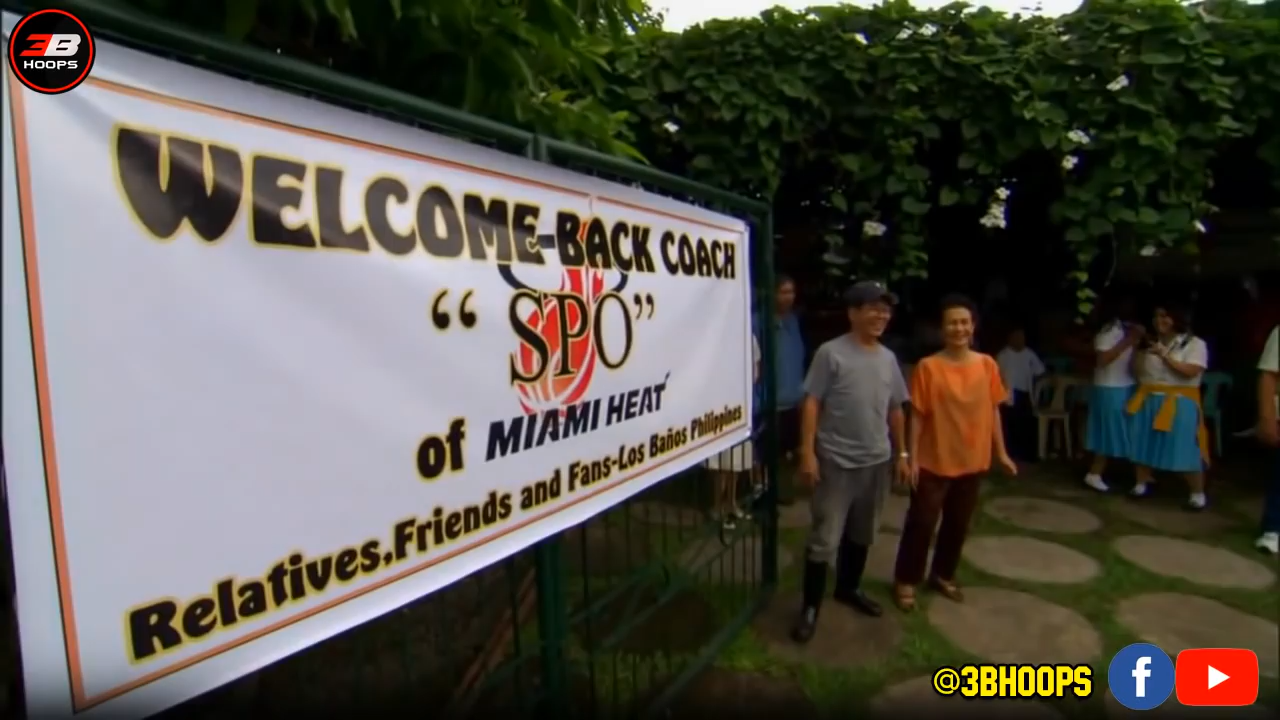 3B
HOOPS
WELCOME-BACK COACH
“SPO”
of MIAMI HEAT
Relatives,Friends and Fans-Los Baños Philippines
@3BHOOPS
f